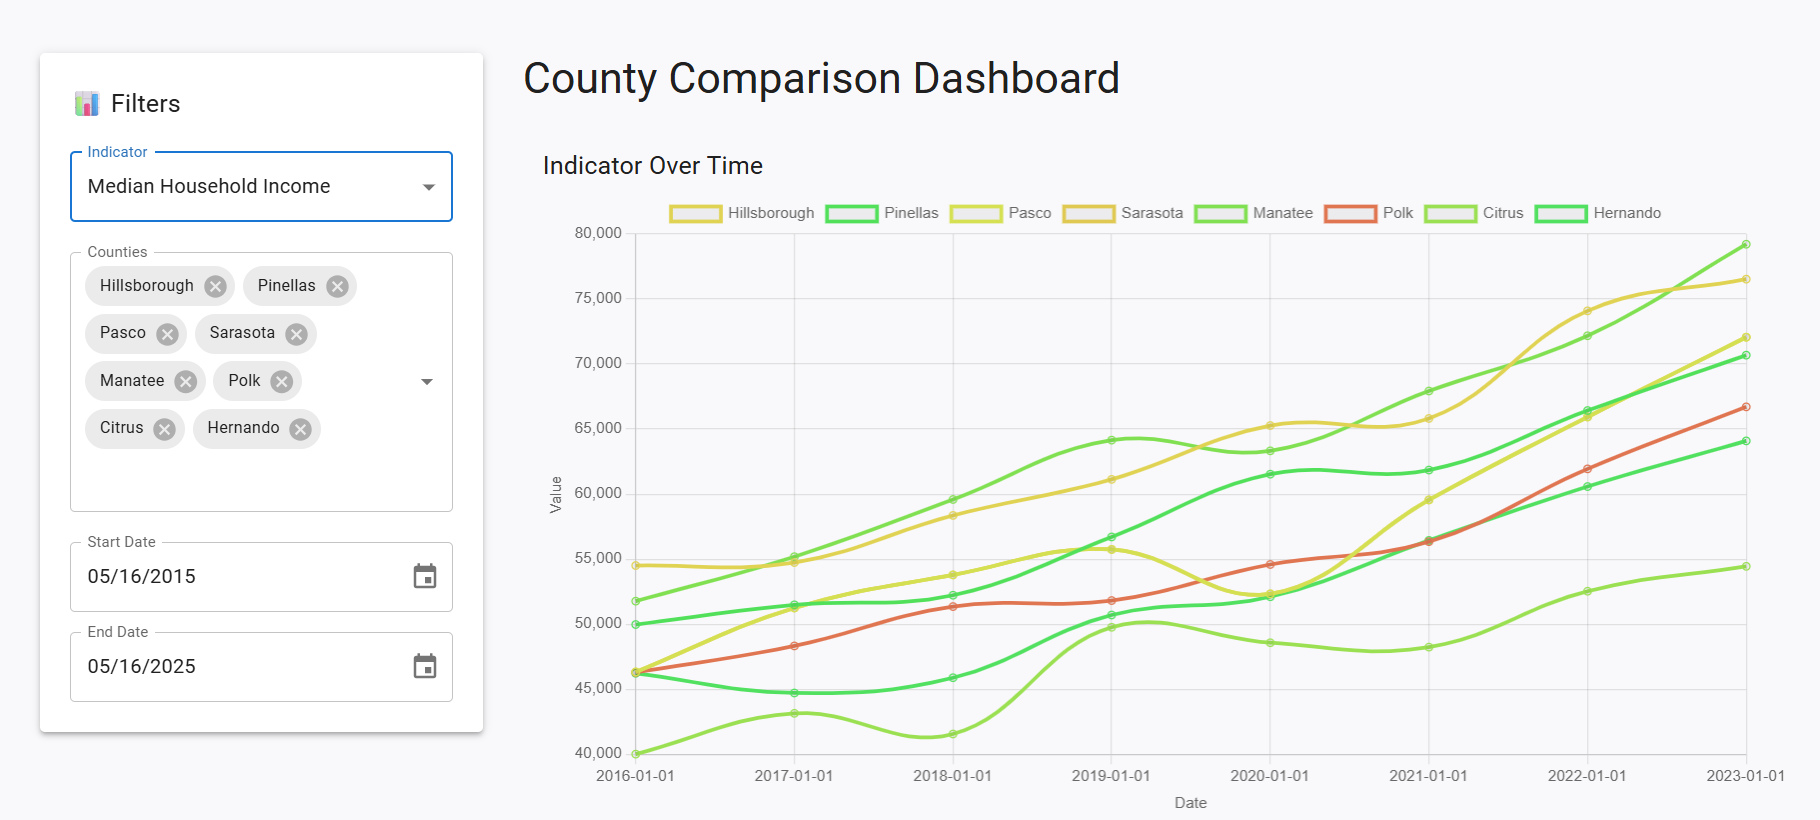 Filters
Indicator
Median Household Income
Counties
Hillsborough Pinellas
Pasco Sarasota
Manatee Polk
Citrus Hernando
Start Date
05/16/2015
End Date
05/16/2025
County Comparison Dashboard
Indicator Over Time
Hillsborough Pinellas Pasco Sarasota Manatee Polk Citrus Hernando
80,000
75,000
70,000
65,000
60,000
55,000
50,000
45,000
40,000
Value
2016-01-01 2017-01-01 2018-01-01 2019-01-01 2020-01-01 2021-01-01 2022-01-01 2023-01-01
Date